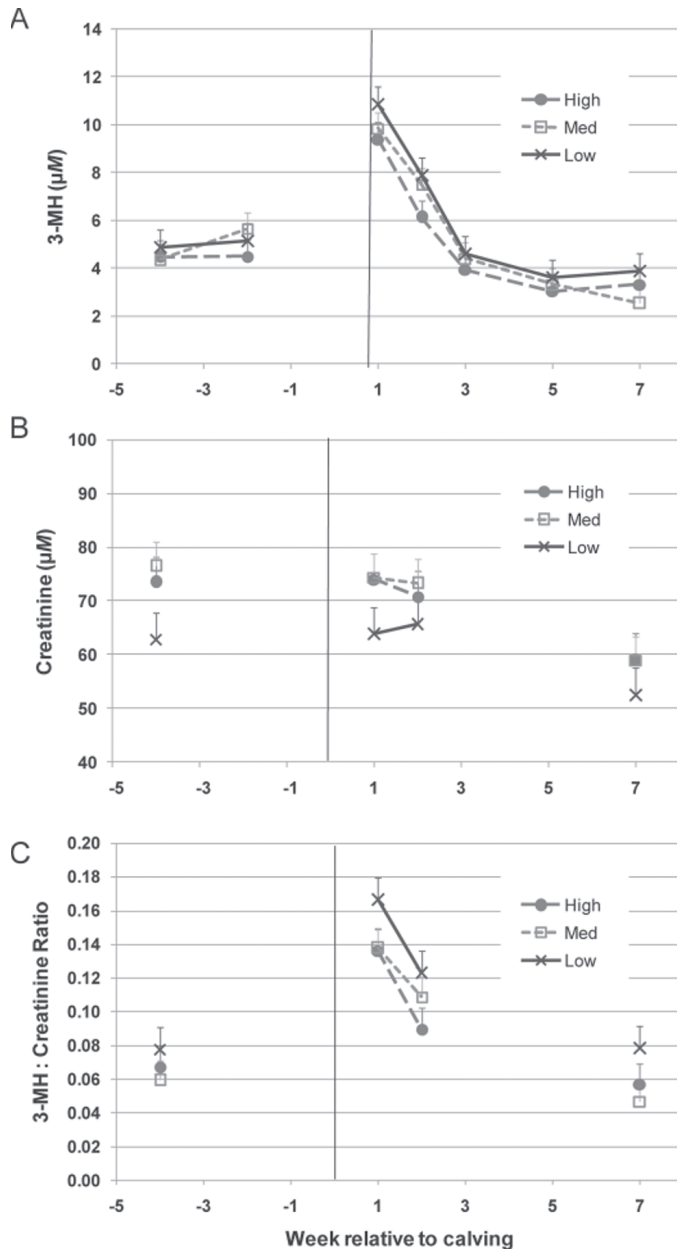 A
14
12
10
8
6
4
2
0
3-MH (µM)
High
Med
Low
-5 -3 -1 1 3 5 7
B
100
90
80
70
60
50
40
Creatinine (µM)
High
Med
Low
-5 -3 -1 1 3 5 7
C
0.20
0.18
0.16
0.14
0.12
0.10
0.08
0.06
0.04
0.02
0.00
3-MH : Creatinine Ratio
High
Med
Low
-5 -3 -1 1 3 5 7
Week relative to calving